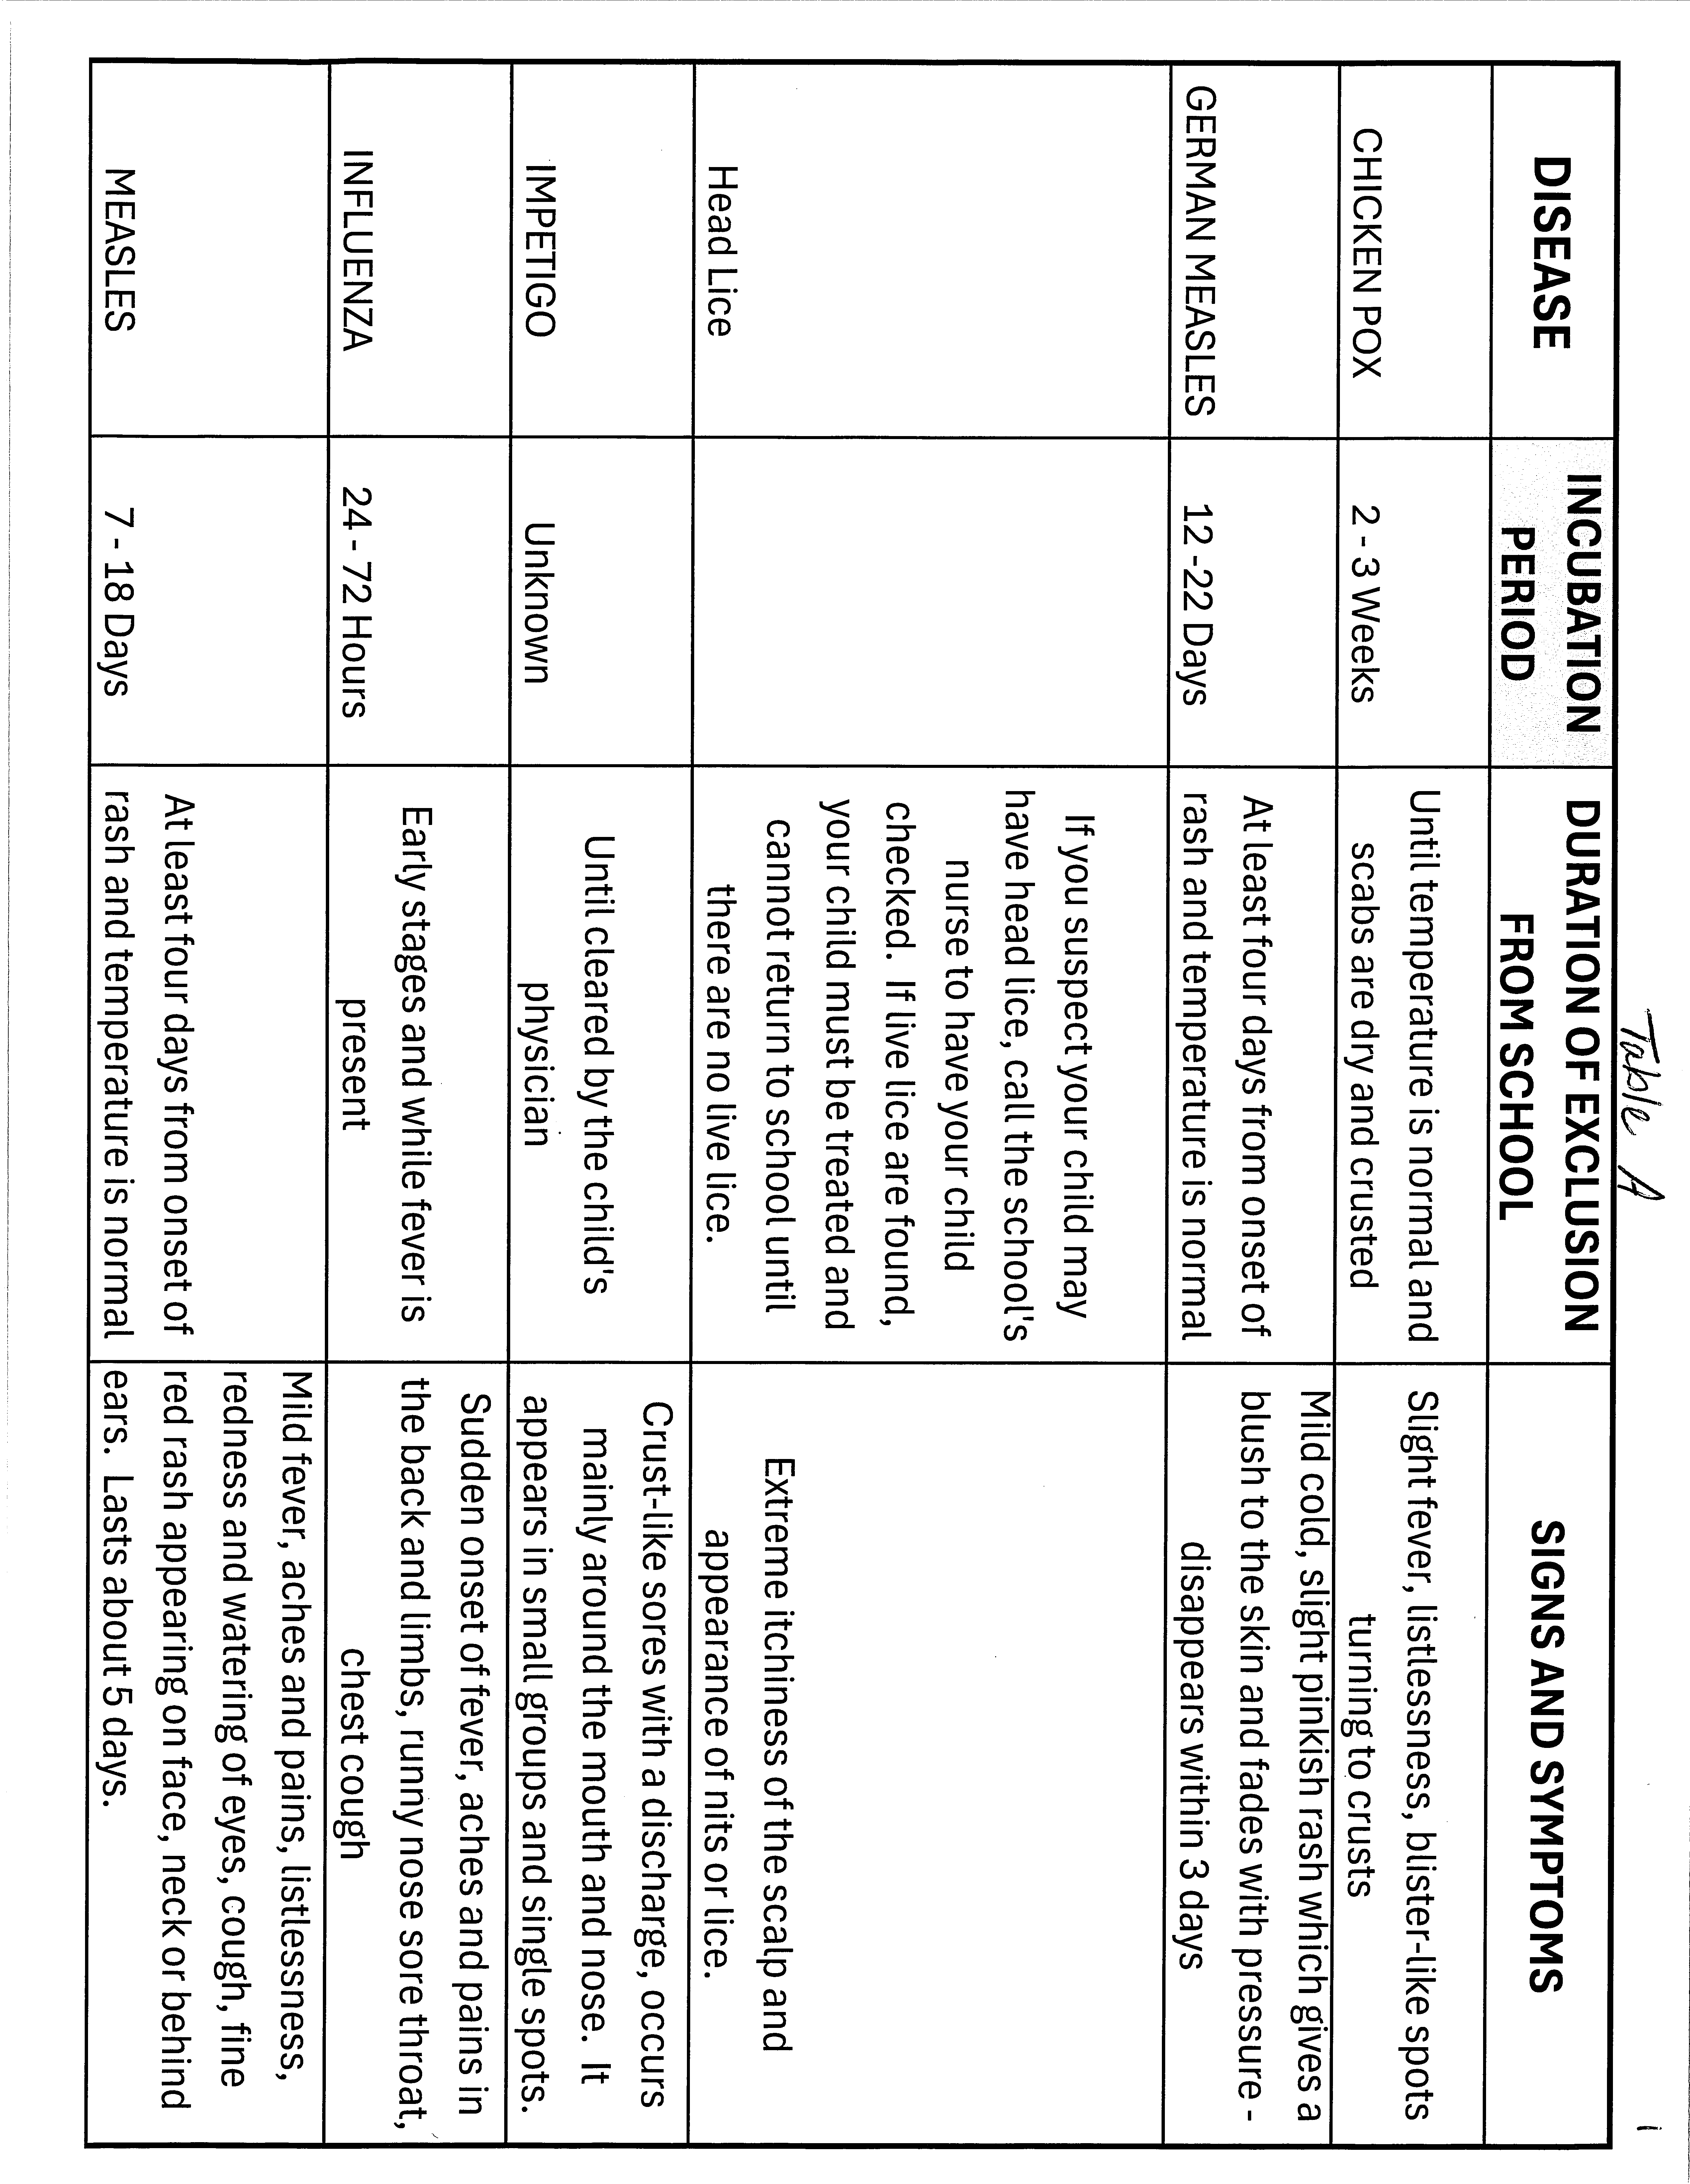 Table A
DISEASE
INCUBATION
PERIOD
DURATION OF EXCLUSION
FROM SCHOOL
SIGNS AND SYMPTOMS
CHICKEN POX
2 - 3 Weeks
Until temperature is normal and
scabs are dry and crusted
Slight fever, listlessness, blister-like spots
turning to crusts
GERMAN MEASLES
12 -22 Days
At least four days from onset of
rash and temperature is normal
Mild cold, slight pinkish rash which gives a
blush to the skin and fades with pressure -
disappears within 3 days
Head Lice
If you suspect your child may
have head lice, call the school's
nurse to have your child
checked. If live lice are found,
your child must be treated and
cannot return to school until
there are no live lice.
Extreme itchiness of the scalp and
appearance of nits or lice.
IMPETIGO
Unknown
Until cleared by the child's
physician
Crust-like sores with a discharge, occurs
mainly around the mouth and nose. It
appears in small groups and single spots.
INFLUENZA
24 - 72 Hours
Early stages and while fever is
present
Sudden onset of fever, aches and pains in
the back and limbs, runny nose sore throat,
chest cough
MEASLES
7 - 18 Days
At least four days from onset of
rash and temperature is normal
Mild fever, aches and pains, listlessness,
redness and watering of eyes, cough, fine
red rash appearing on face, neck or behind
ears. Lasts about 5 days.